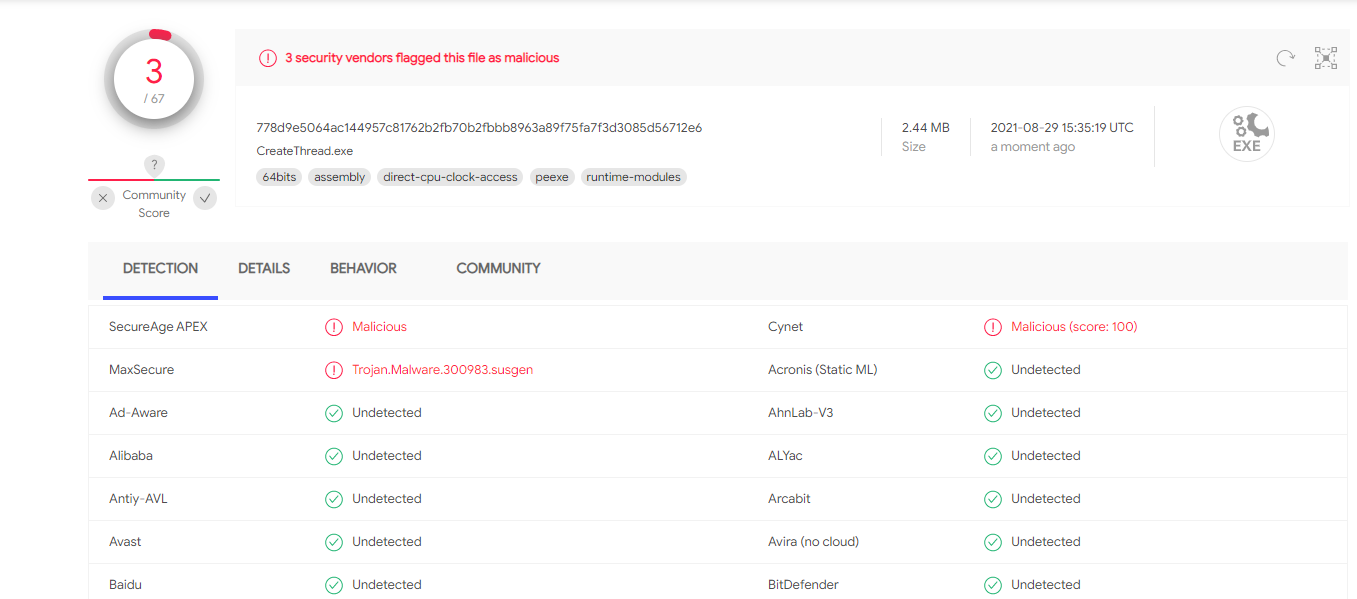 3
/ 67
?
Community
Score
3 security vendors flagged this file as malicious
778d9e5064ac144957c81762b2fb70b2fbbb8963a89f75fa7f3d3085d56712e6
CreateThread.exe
64bits assembly direct-cpu-clock-access peexe runtime-modules
2.44 MB
Size
2021-08-29 15:35:19 UTC
a moment ago
EXE
DETECTION DETAILS BEHAVIOR COMMUNITY
SecureAge APEX Malicious Cynet Malicious (score: 100)
MaxSecure Trojan.Malware.300983.susgen Acronis (Static ML) Undetected
Ad-Aware Undetected AhnLab-V3 Undetected
Alibaba Undetected ALYac Undetected
Antiy-AVL Undetected Arcabit Undetected
Avast Undetected Avira (no cloud) Undetected
Baidu Undetected BitDefender Undetected